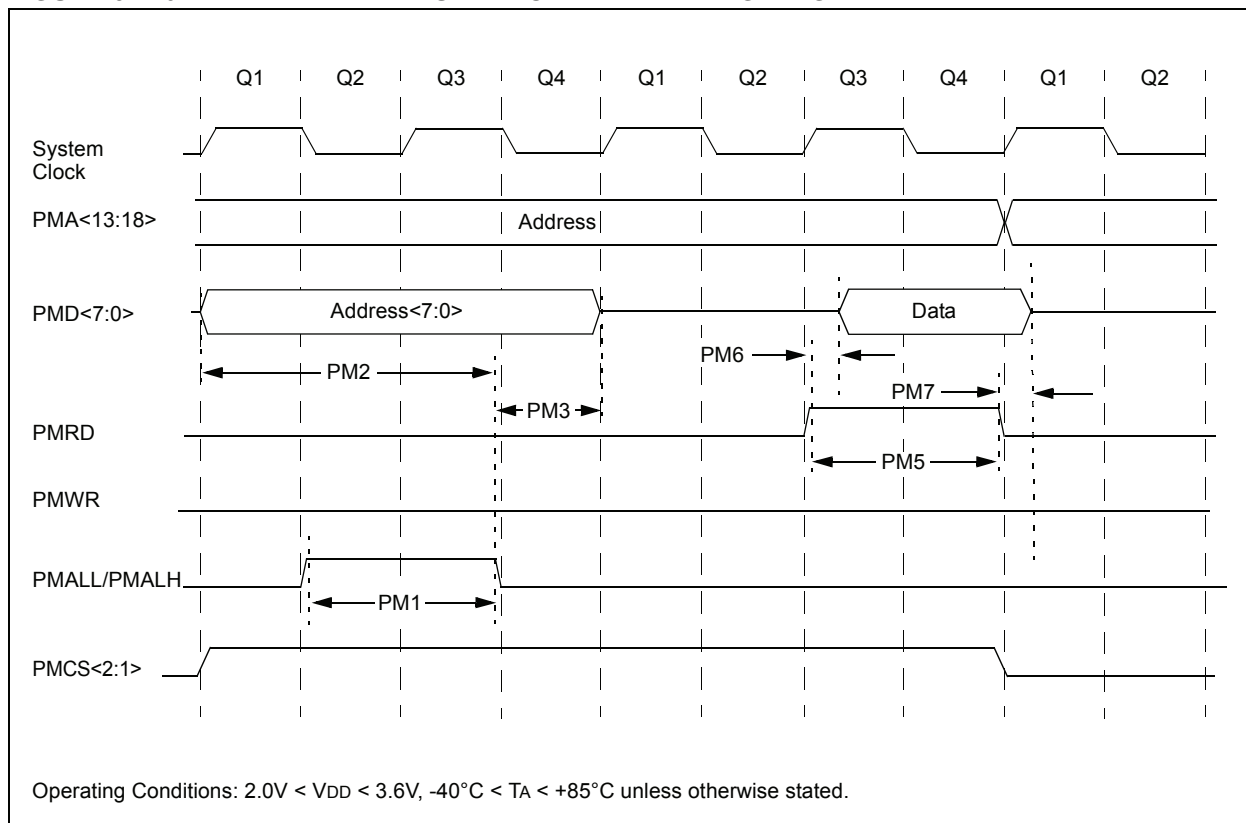 Q1 Q2 Q3 Q4 Q1 Q2 Q3 Q4 Q1 Q2
System
Clock
PMA<13:18>
Address
PMD<7:0>
Address<7:0>
Data
PM6
PM2
PM7
PM3
PMRD
PM5
PMWR
PMALL/PMALH
PM1
PMCS<2:1>
Operating Conditions: 2.0V < VDD < 3.6V, -40°C < TA < +85°C unless otherwise stated.